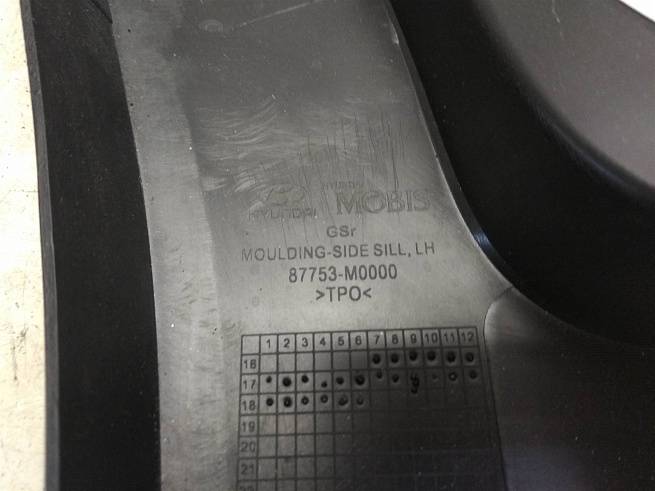 HYUNDAI
HYUNDAI MOBIS
GSr
MOULDING-SIDE SILL, LH
87753-M0000
>TPO<
1 2 3 4 5 6 7 8 9 10 11 12
16
17
18
19
20
21